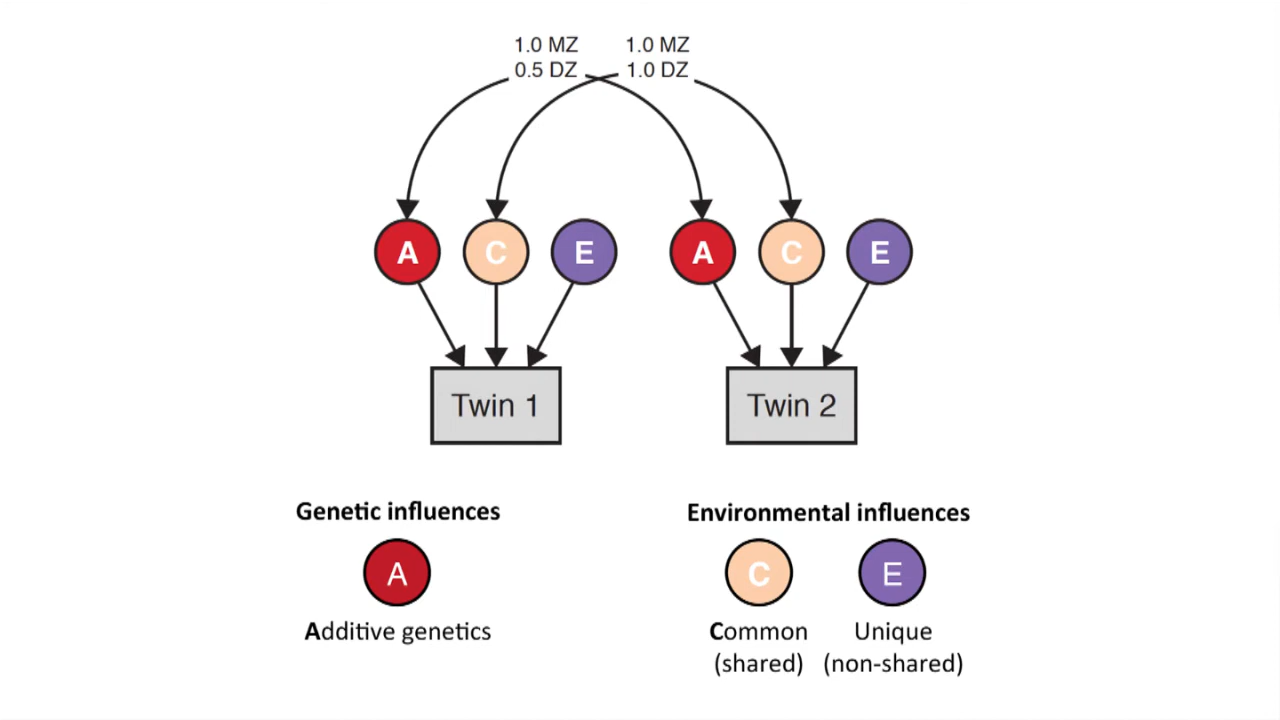 1.0 MZ 1.0 MZ
0.5 DZ 1.0 DZ
A C E A C E
Twin 1 Twin 2
Genetic influences Environmental influences
A C E
Additive genetics Common Unique
(shared) (non-shared)